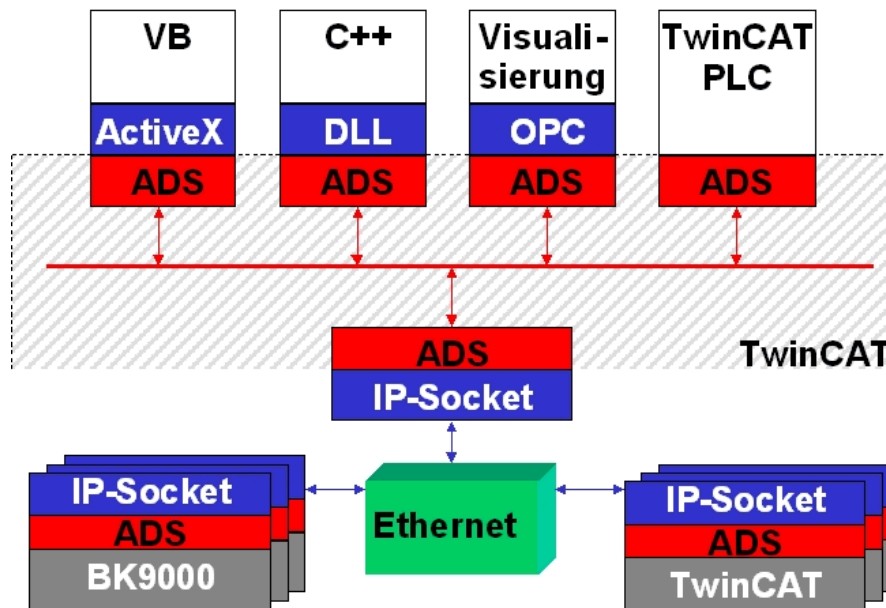 VB
C++
Visuali-
sierung
TwinCAT
PLC
ActiveX
DLL
OPC
ADS
ADS
ADS
ADS
ADS
TwinCAT
IP-Socket
IP-Socket
ADS
BK9000
Ethernet
IP-Socket
ADS
TwinCAT